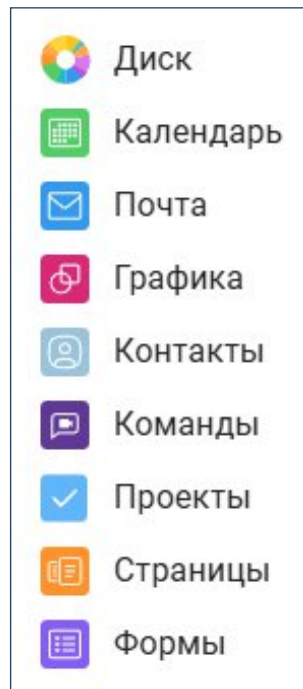 Диск
Календарь
Почта
Графика
Контакты
Команды
Проекты
Страницы
Формы